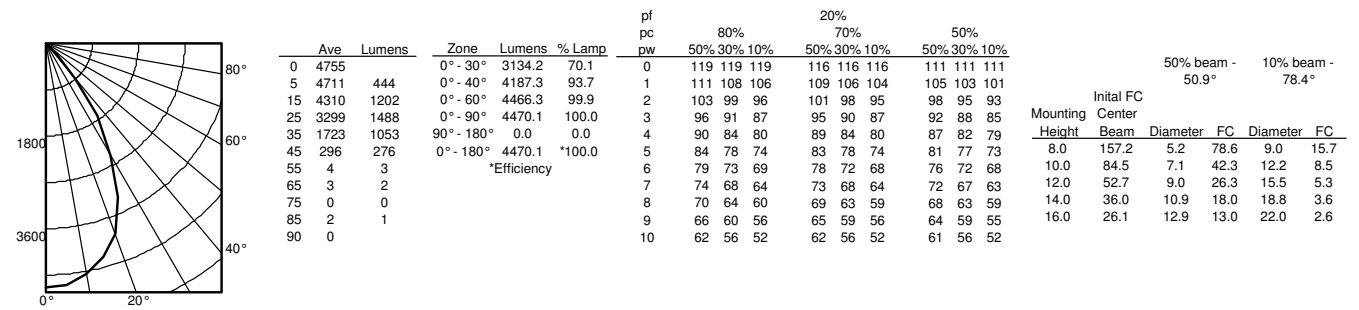 80°
60°
40°
20°
0°
1800
3600
Ave Lumens
0 4755
5 4711 444
15 4310 1202
25 3299 1488
35 1723 1053
45 296 276
55 4 3
65 3 2
75 0 0
85 2 1
90 0
Zone Lumens % Lamp
0° - 30° 3134.2 70.1
0° - 40° 4187.3 93.7
0° - 60° 4466.3 99.9
0° - 90° 4470.1 100.0
90° - 180° 0.0 0.0
0° - 180° 4470.1 *100.0
*Efficiency
pf 20%
pc 80% 70% 50%
pw 50% 30% 10% 50% 30% 10% 50% 30% 10%
0 119 119 119 116 116 116 111 111 111
1 111 108 106 109 106 104 105 103 101
2 103 99 96 101 98 95 98 95 93
3 96 91 87 95 90 87 92 88 85
4 90 84 80 89 84 80 87 82 79
5 84 78 74 83 78 74 81 77 73
6 79 73 69 78 72 68 76 72 68
7 74 68 64 73 68 64 72 67 63
8 70 64 60 69 63 59 68 63 59
9 66 60 56 65 59 56 64 59 55
10 62 56 52 62 56 52 61 56 52
50% beam - 10% beam -
50.9° 78.4°
Inital FC
Mounting Center
Height Beam Diameter FC Diameter FC
8.0 157.2 5.2 78.6 9.0 15.7
10.0 84.5 7.1 42.3 12.2 8.5
12.0 52.7 9.0 26.3 15.5 5.3
14.0 36.0 10.9 18.0 18.8 3.6
16.0 26.1 12.9 13.0 22.0 2.6